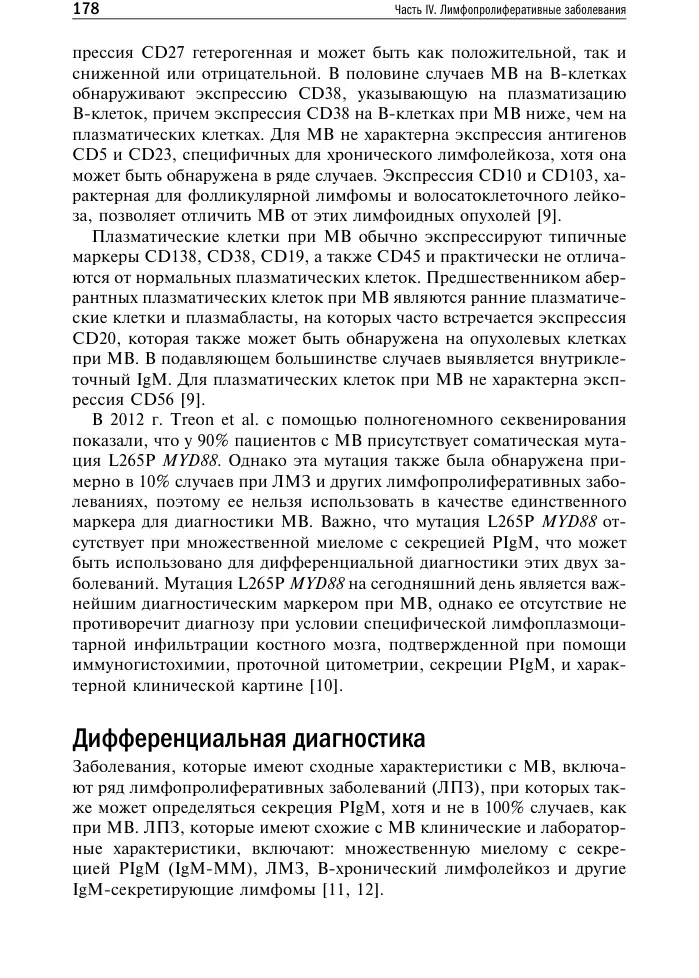 178
Часть IV. Лимфопролиферативные заболевания
прессия CD27 гетерогенная и может быть как положительной, так и
сниженной или отрицательной. В половине случаев МВ на В-клетках
обнаруживают экспрессию CD38, указывающую на плазматизацию
В-клеток, причем экспрессия CD38 на В-клетках при МВ ниже, чем на
плазматических клетках. Для МВ не характерна экспрессия антигенов
CD5 и CD23, специфичных для хронического лимфолейкоза, хотя она
может быть обнаружена в ряде случаев. Экспрессия CD10 и CD103, ха-
рактерная для фолликулярной лимфомы и волосатоклеточного лейко-
за, позволяет отличить МВ от этих лимфоидных опухолей [9].
Плазматические клетки при МВ обычно экспрессируют типичные
маркеры CD138, CD38, CD19, а также CD45 и практически не отлича-
ются от нормальных плазматических клеток. Предшественником абер-
рантных плазматических клеток при МВ являются ранние плазматиче-
ские клетки и плазмабласты, на которых часто встречается экспрессия
CD20, которая также может быть обнаружена на опухолевых клетках
при МВ. В подавляющем большинстве случаев выявляется внутрикле-
точный IgM. Для плазматических клеток при МВ не характерна эксп-
рессия CD56 [9].
В 2012 г. Treon et al. с помощью полногеномного секвенирования
показали, что у 90% пациентов с МВ присутствует соматическая мута-
ция L265P MYD88. Однако эта мутация также была обнаружена при-
мерно в 10% случаев при ЛМЗ и других лимфопролиферативных забо-
леваниях, поэтому ее нельзя использовать в качестве единственного
маркера для диагностики МВ. Важно, что мутация L265P MYD88 от-
сутствует при множественной миеломе с секрецией PIgM, что может
быть использовано для дифференциальной диагностики этих двух за-
болеваний. Мутация L265P MYD88 на сегодняшний день является важ-
нейшим диагностическим маркером при МВ, однако ее отсутствие не
противоречит диагнозу при условии специфической лимфоплазмоци-
тарной инфильтрации костного мозга, подтвержденной при помощи
иммуногистохимии, проточной цитометрии, секреции PIgM, и харак-
терной клинической картине [10].
Дифференциальная диагностика
Заболевания, которые имеют сходные характеристики с МВ, включа-
ют ряд лимфопролиферативных заболеваний (ЛПЗ), при которых так-
же может определяться секреция PIgM, хотя и не в 100% случаев, как
при МВ. ЛПЗ, которые имеют схожие с МВ клинические и лаборатор-
ные характеристики, включают: множественную миелому с секре-
цией PIgM (IgM-ММ), ЛМЗ, В-хронический лимфолейкоз и другие
IgM-секретирующие лимфомы [11, 12].